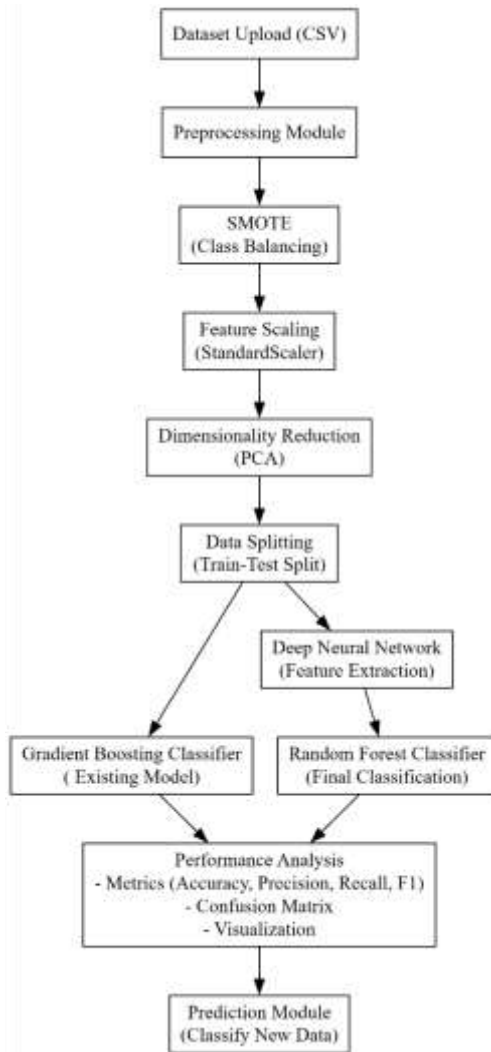 Dataset Upload (CSV)
Preprocessing Module
SMOTE
(Class Balancing)
Feature Scaling
(StandardScaler)
Dimensionality Reduction
(PCA)
Data Splitting
(Train-Test Split)
Deep Neural Network
(Feature Extraction)
Gradient Boosting Classifier
( Existing Model)
Random Forest Classifier
(Final Classification)
Performance Analysis
- Metrics (Accuracy, Precision, Recall, F1)
- Confusion Matrix
- Visualization
Prediction Module
(Classify New Data)